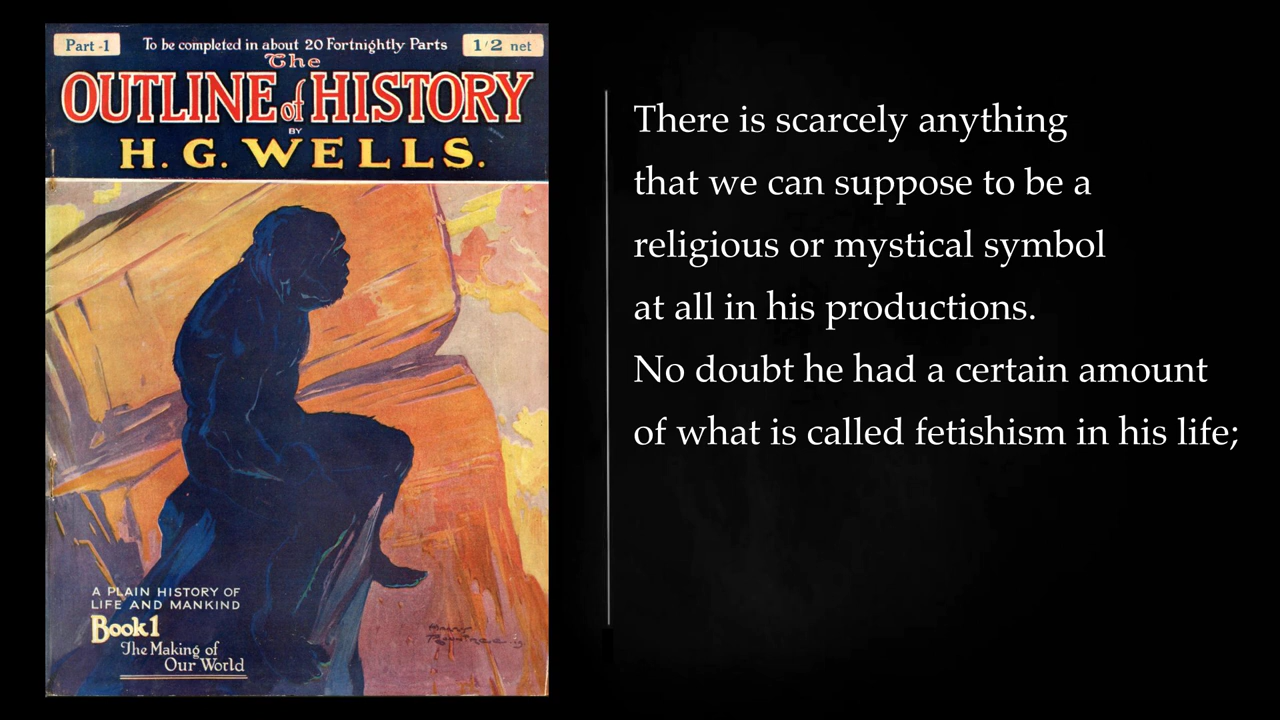 Part -1
To be completed in about 20 Fortnightly Parts
1/2 net
The
OUTLINE of HISTORY
BY
H. G. WELLS.
A PLAIN HISTORY OF
LIFE AND MANKIND
Book 1
The Making of
Our World
There is scarcely anything
that we can suppose to be a
religious or mystical symbol
at all in his productions.
No doubt he had a certain amount
of what is called fetishism in his life;